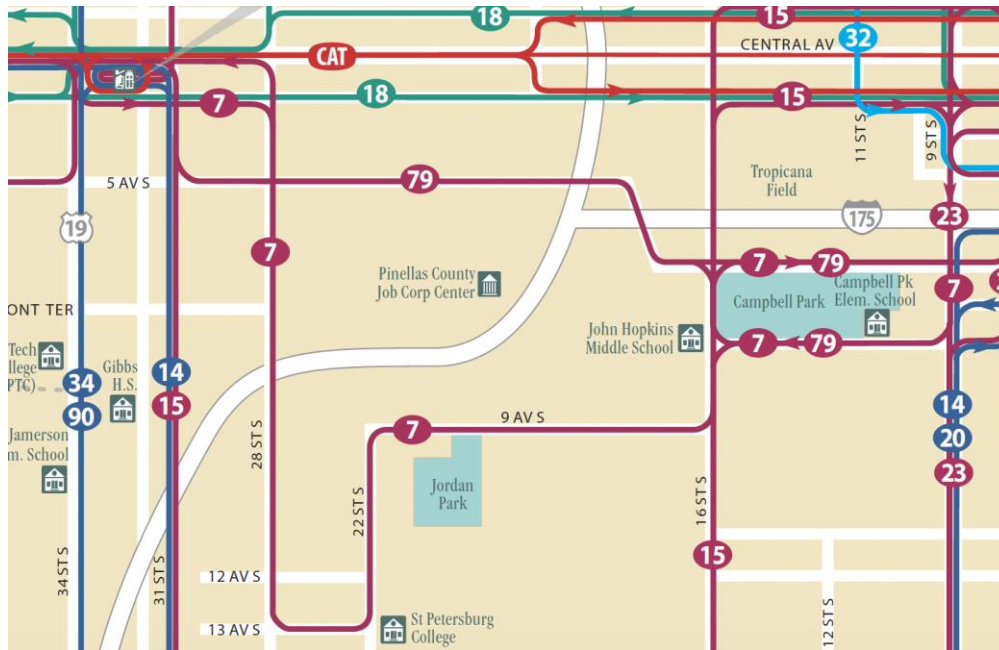 18
15
CAT
CENTRAL AV
32
7
18
15
11 ST S
9 ST S
5 AV S
79
Tropicana
Field
19
175
23
7
7
79
7
Pinellas County
Job Corp Center
Campbell Park
Campbell Pk
Elem. School
ONT TER
John Hopkins
Middle School
7
79
Tech
llege
PTC)
Gibbs
H.S.
34
14
90
15
Jamerson
m. School
7
9 AV S
14
20
23
28 ST S
22 ST S
Jordan
Park
16 ST S
15
34 ST S
31 ST S
12 AV S
12 ST S
13 AV S
St Petersburg
College